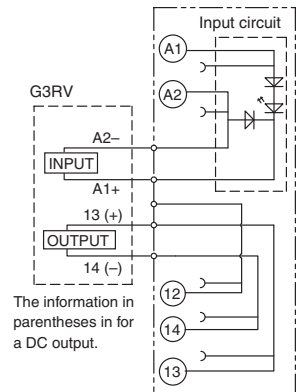 Input circuit
A1
A2
G3RV
A2–
INPUT
A1+
13 (+)
OUTPUT
14 (–)
12
14
13
The information in
parentheses in for
a DC output.